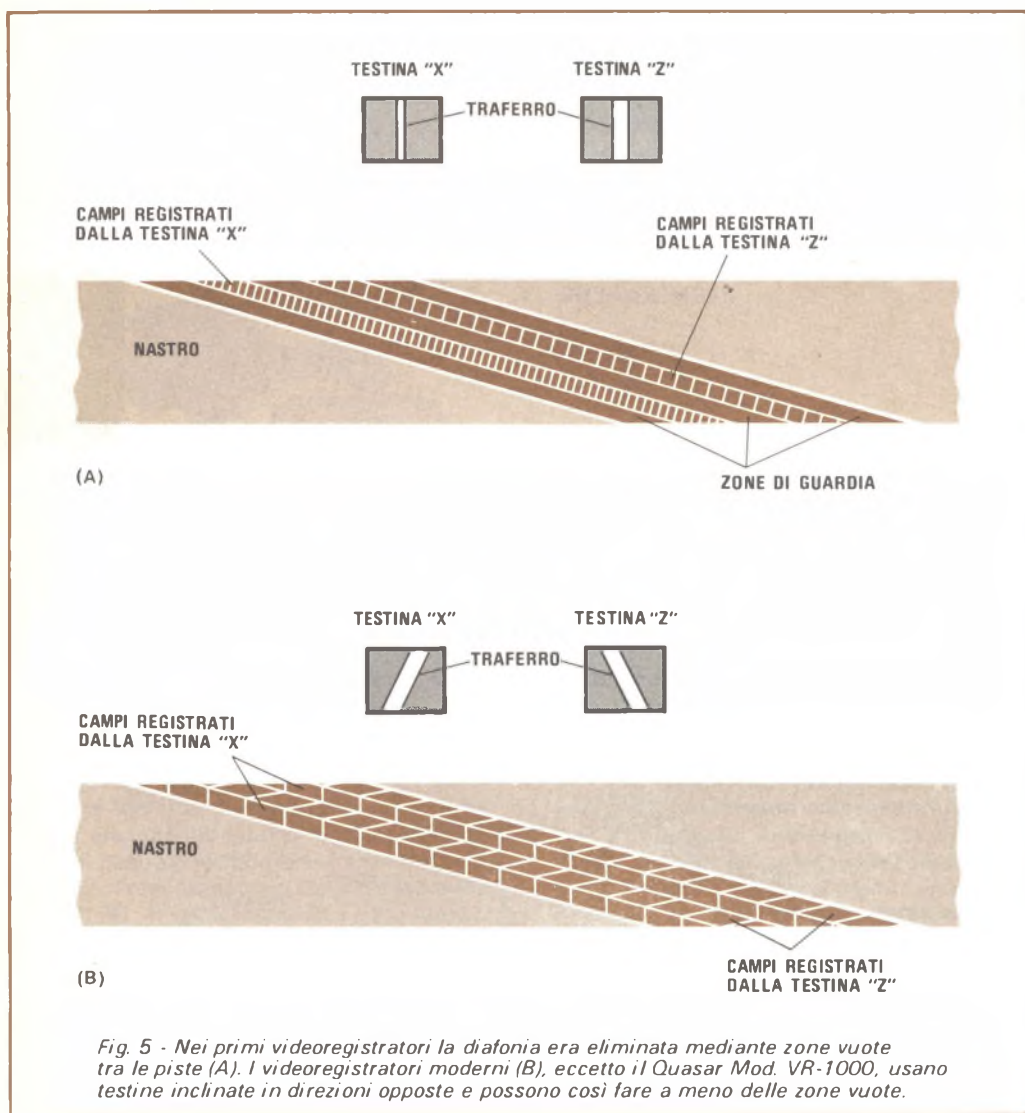 TESTINA "X"
TESTINA "Z"
TRAFERRO
CAMPI REGISTRATI
DALLA TESTINA "X"
CAMPI REGISTRATI
DALLA TESTINA "Z"
NASTRO
(A)
ZONE DI GUARDIA
TESTINA "X"
TESTINA "Z"
TRAFERRO
CAMPI REGISTRATI
DALLA TESTINA "X"
NASTRO
(B)
CAMPI REGISTRATI
DALLA TESTINA "Z"
Fig. 5 - Nei primi videoregistratori la diafonia era eliminata mediante zone vuote
tra le piste (A). I videoregistratori moderni (B), eccetto il Quasar Mod. VR-1000, usano
testine inclinate in direzioni opposte e possono così fare a meno delle zone vuote.